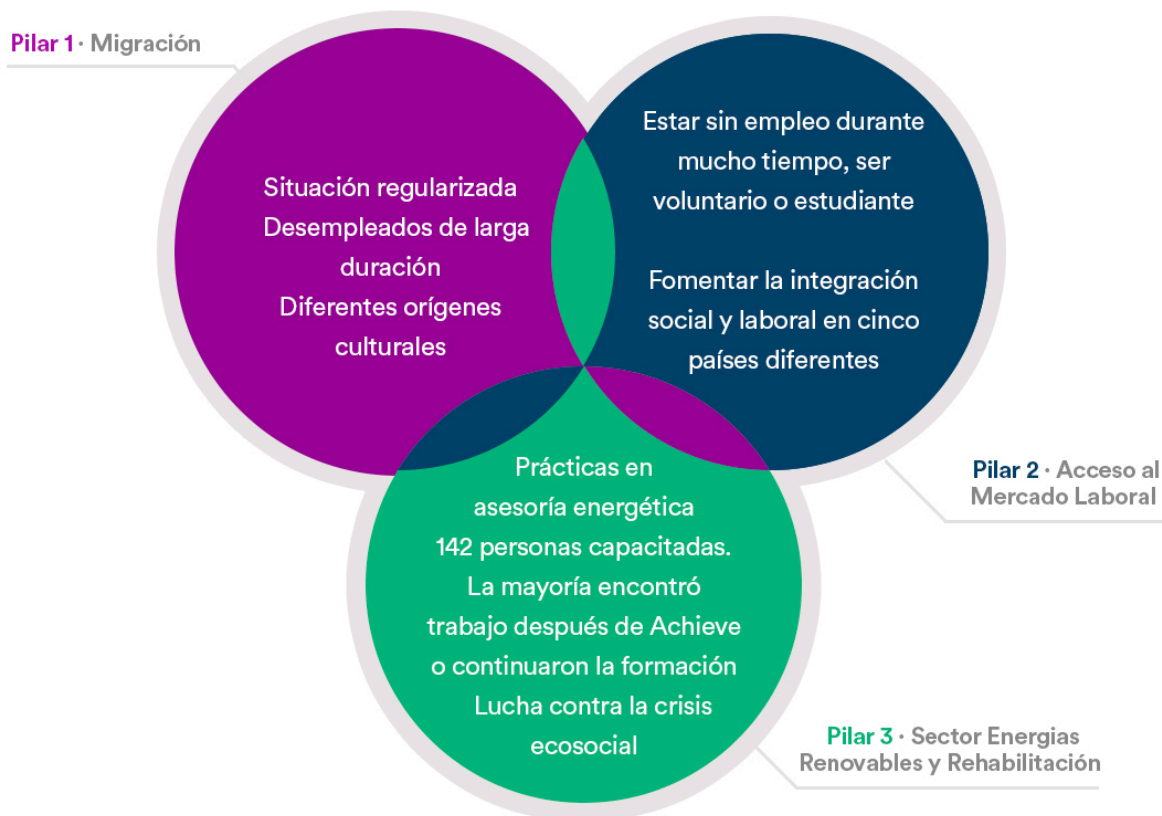 Pilar 1 · Migración
Situación regularizada
Desempleados de larga
duración
Diferentes orígenes
culturales
Estar sin empleo durante
mucho tiempo, ser
voluntario o estudiante
Fomentar la integración
social y laboral en cinco
países diferentes
Pilar 2 · Acceso al
Mercado Laboral
Prácticas en
asesoría energética
142 personas capacitadas.
La mayoría encontró
trabajo después de Achieve
o continuaron la formación
Lucha contra la crisis
ecosocial
Pilar 3 · Sector Energias
Renovables y Rehabilitación